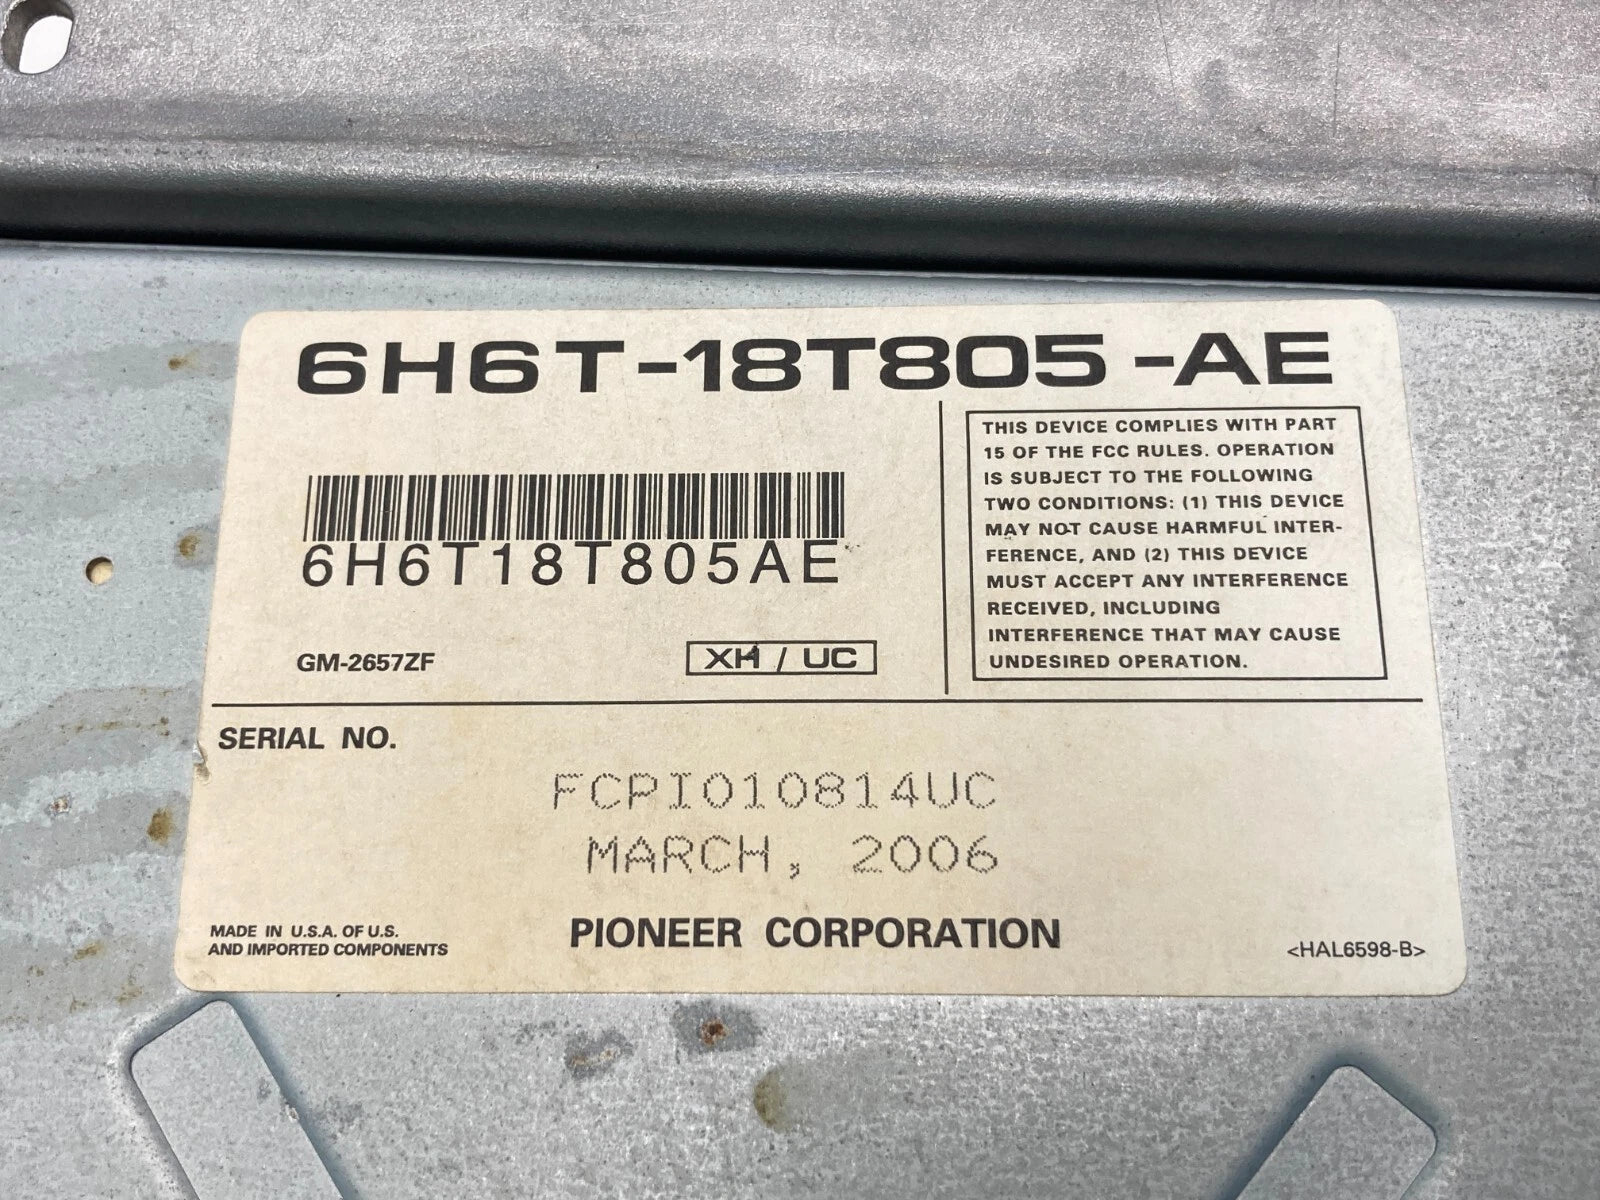 6H6T-18T805-AE
6H6T18T805AE
GM-2657ZF
XH / UC
THIS DEVICE COMPLIES WITH PART
15 OF THE FCC RULES. OPERATION
IS SUBJECT TO THE FOLLOWING
TWO CONDITIONS: (1) THIS DEVICE
MAY NOT CAUSE HARMFUL INTER-
FERENCE, AND (2) THIS DEVICE
MUST ACCEPT ANY INTERFERENCE
RECEIVED, INCLUDING
INTERFERENCE THAT MAY CAUSE
UNDESIRED OPERATION.
SERIAL NO.
FCPI010814UC
MARCH, 2006
MADE IN U.S.A. OF U.S.
AND IMPORTED COMPONENTS
PIONEER CORPORATION
<HAL6598-B>